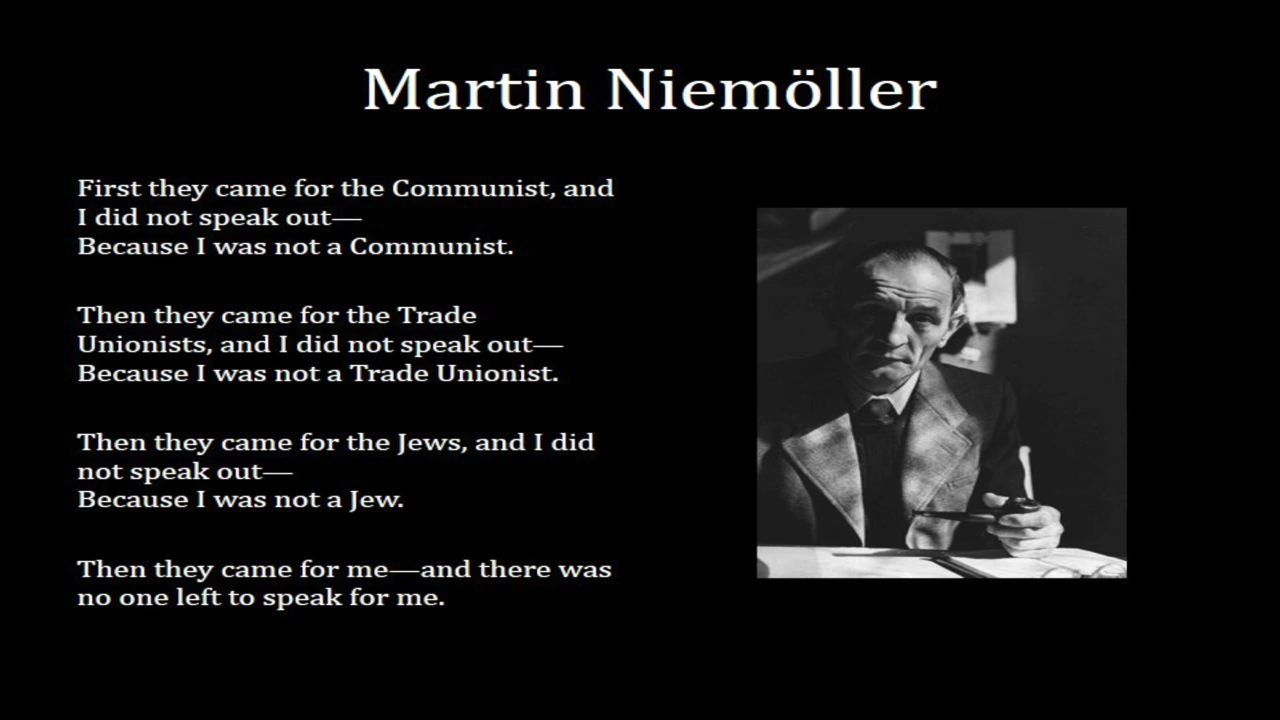 Martin Niemöller
First they came for the Communist, and
I did not speak out—
Because I was not a Communist.
Then they came for the Trade
Unionists, and I did not speak out—
Because I was not a Trade Unionist.
Then they came for the Jews, and I did
not speak out—
Because I was not a Jew.
Then they came for me—and there was
no one left to speak for me.